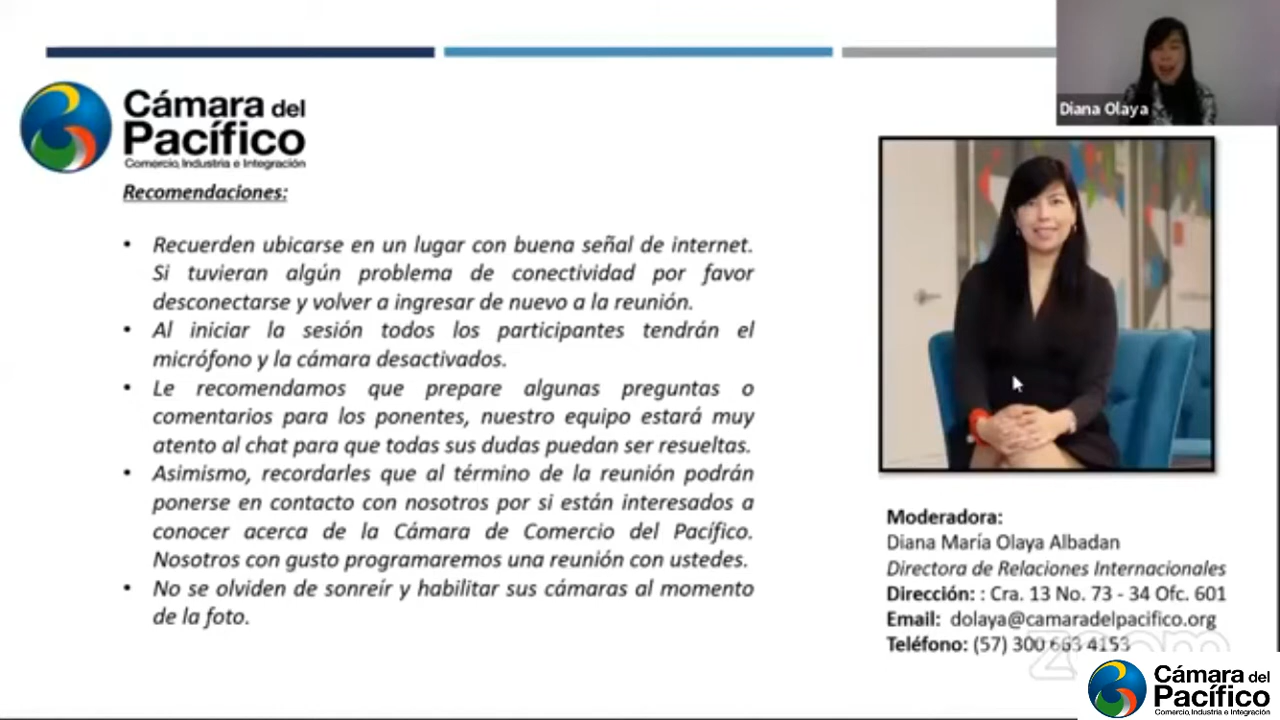 Cámara del
Pacífico
Comercio, Industria e Integración
Diana Olaya
Recomendaciones:
• Recuerden ubicarse en un lugar con buena señal de internet.
Si tuvieran algún problema de conectividad por favor
desconectarse y volver a ingresar de nuevo a la reunión.
• Al iniciar la sesión todos los participantes tendrán el
micrófono y la cámara desactivados.
• Le recomendamos que prepare algunas preguntas o
comentarios para los ponentes, nuestro equipo estará muy
atento al chat para que todas sus dudas puedan ser resueltas.
• Asimismo, recordarles que al término de la reunión podrán
ponerse en contacto con nosotros por si están interesados a
conocer acerca de la Cámara de Comercio del Pacífico.
Nosotros con gusto programaremos una reunión con ustedes.
• No se olviden de sonreír y habilitar sus cámaras al momento
de la foto.
Moderadora:
Diana María Olaya Albadan
Directora de Relaciones Internacionales
Dirección: : Cra. 13 No. 73 - 34 Ofc. 601
Email: dolaya@camaradelpacifico.org
Teléfono: (57) 300 663 4153
zoom
Cámara del
Pacífico
Comercio, Industria e Integración